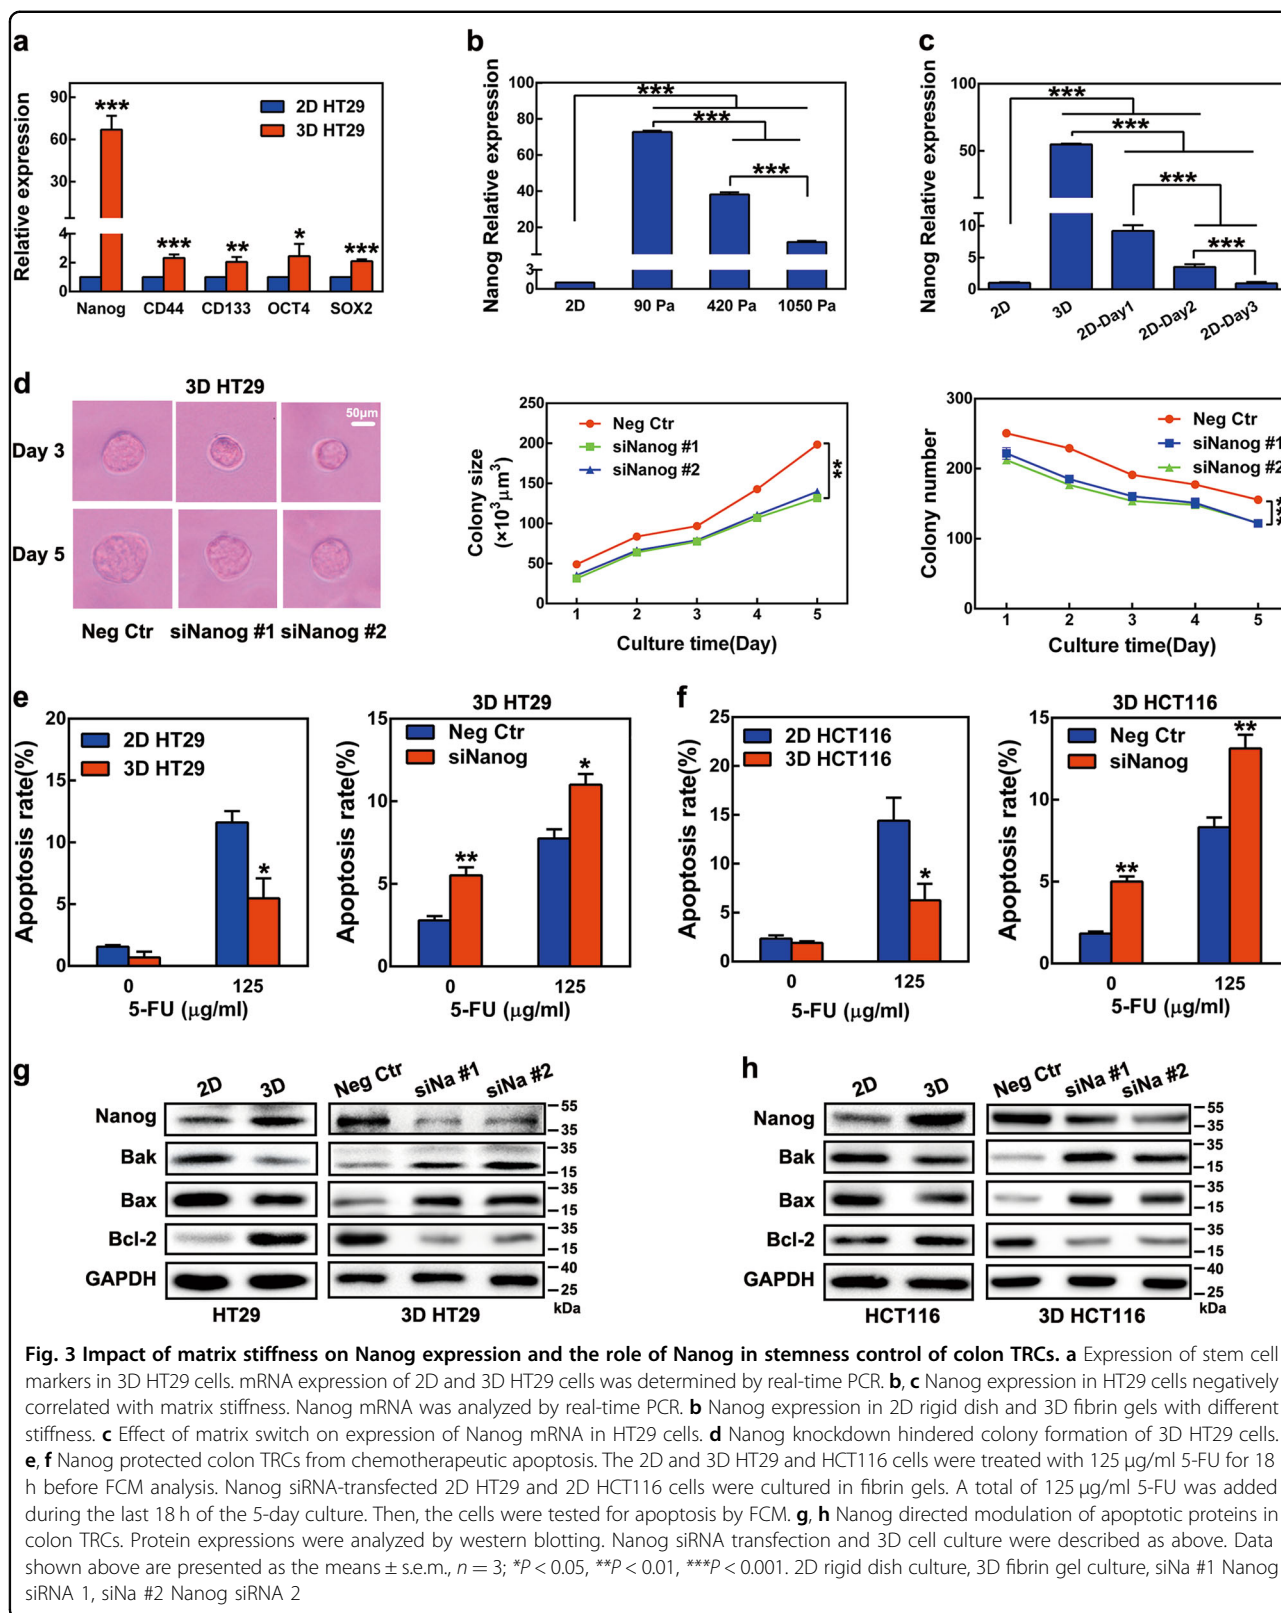 a
Relative expression
90
60
30
4
2
0
***
***
**
*
***
2D HT29
3D HT29
Nanog CD44 CD133 OCT4 SOX2
b
Nanog Relative expression
100
80
60
40
20
3
0
***
***
***
2D 90 Pa 420 Pa 1050 Pa
c
Nanog Relative expression
100
50
10
5
0
***
***
***
***
2D 3D 2D-Day1 2D-Day2 2D-Day3
d
3D HT29
50μm
Day 3
Day 5
Neg Ctr siNanog #1 siNanog #2
Colony size
(×10³μm³)
250
200
150
100
50
0
Neg Ctr
siNanog #1
siNanog #2
**
1 2 3 4 5
Culture time(Day)
Colony number
300
200
100
0
Neg Ctr
siNanog #1
siNanog #2
1 2 3 4 5
Culture time(Day)
e
Apoptosis rate(%)
20
15
10
5
0
2D HT29
3D HT29
*
0 125
5-FU (μg/ml)
3D HT29
Apoptosis rate(%)
15
10
5
0
Neg Ctr
siNanog
**
*
0 125
5-FU (μg/ml)
f
Apoptosis rate(%)
25
20
15
10
5
0
2D HCT116
3D HCT116
*
0 125
5-FU (μg/ml)
3D HCT116
Apoptosis rate(%)
15
10
5
0
Neg Ctr
siNanog
**
**
0 125
5-FU (μg/ml)
g
2D 3D Neg Ctr siNa #1 siNa #2
Nanog 55 35
Bak 35 15
Bax 35 15
Bcl-2 35 15
GAPDH 40 25
kDa
HT29 3D HT29
h
2D 3D Neg Ctr siNa #1 siNa #2
Nanog 55 35
Bak 35 15
Bax 35 15
Bcl-2 35 15
GAPDH 40 25
kDa
HCT116 3D HCT116
Fig. 3 Impact of matrix stiffness on Nanog expression and the role of Nanog in stemness control of colon TRCs. a Expression of stem cell
markers in 3D HT29 cells. mRNA expression of 2D and 3D HT29 cells was determined by real-time PCR. b, c Nanog expression in HT29 cells negatively
correlated with matrix stiffness. Nanog mRNA was analyzed by real-time PCR. b Nanog expression in 2D rigid dish and 3D fibrin gels with different
stiffness. c Effect of matrix switch on expression of Nanog mRNA in HT29 cells. d Nanog knockdown hindered colony formation of 3D HT29 cells.
e, f Nanog protected colon TRCs from chemotherapeutic apoptosis. The 2D and 3D HT29 and HCT116 cells were treated with 125 μg/ml 5-FU for 18
h before FCM analysis. Nanog siRNA-transfected 2D HT29 and 2D HCT116 cells were cultured in fibrin gels. A total of 125 μg/ml 5-FU was added
during the last 18 h of the 5-day culture. Then, the cells were tested for apoptosis by FCM. g, h Nanog directed modulation of apoptotic proteins in
colon TRCs. Protein expressions were analyzed by western blotting. Nanog siRNA transfection and 3D cell culture were described as above. Data
shown above are presented as the means ± s.e.m., n = 3; *P < 0.05, **P < 0.01, ***P < 0.001. 2D rigid dish culture, 3D fibrin gel culture, siNa #1 Nanog
siRNA 1, siNa #2 Nanog siRNA 2